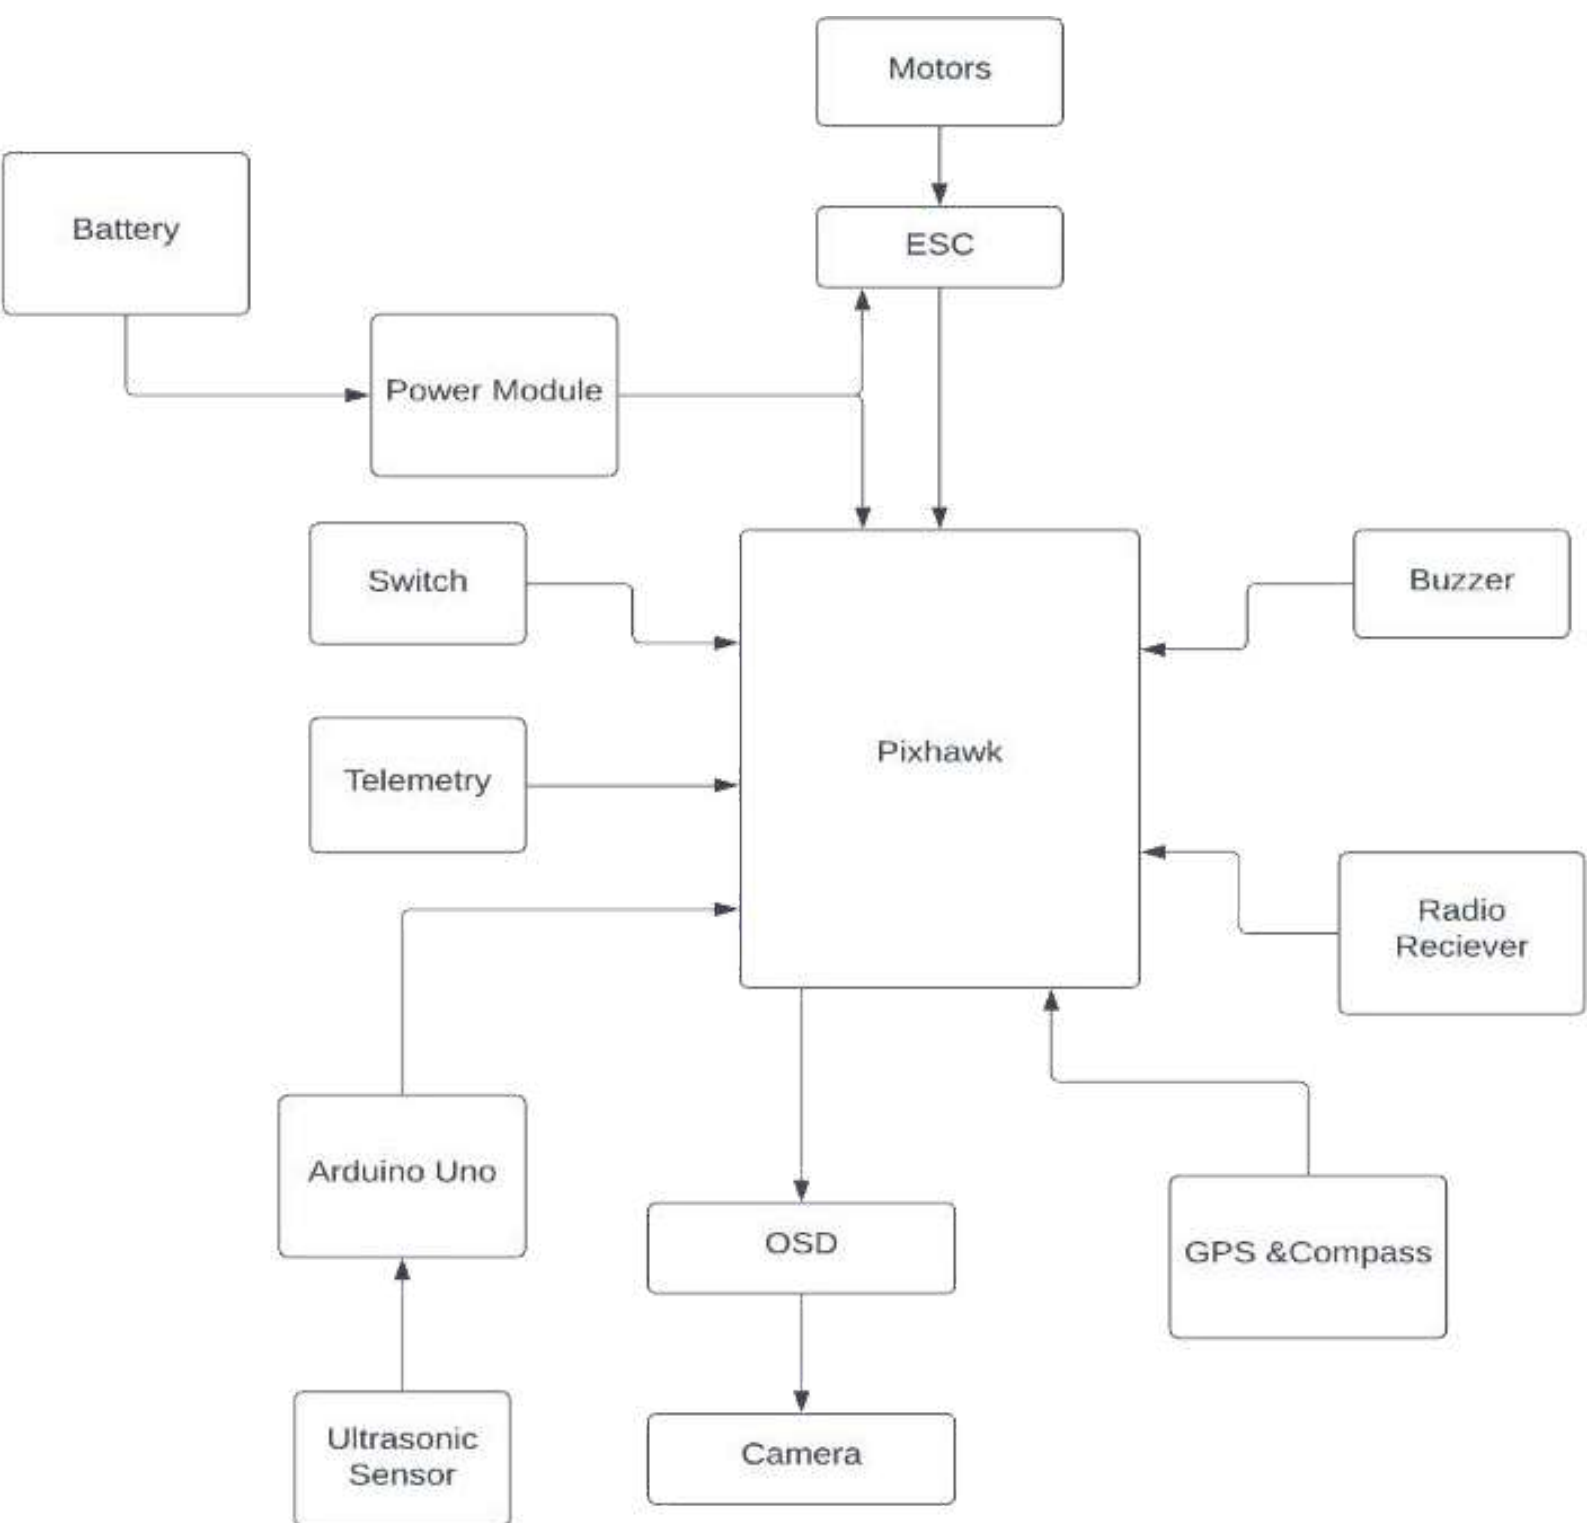 Motors
Battery
ESC
Power Module
Switch
Buzzer
Pixhawk
Telemetry
Radio
Reciever
Arduino Uno
OSD
GPS &Compass
Ultrasonic
Sensor
Camera